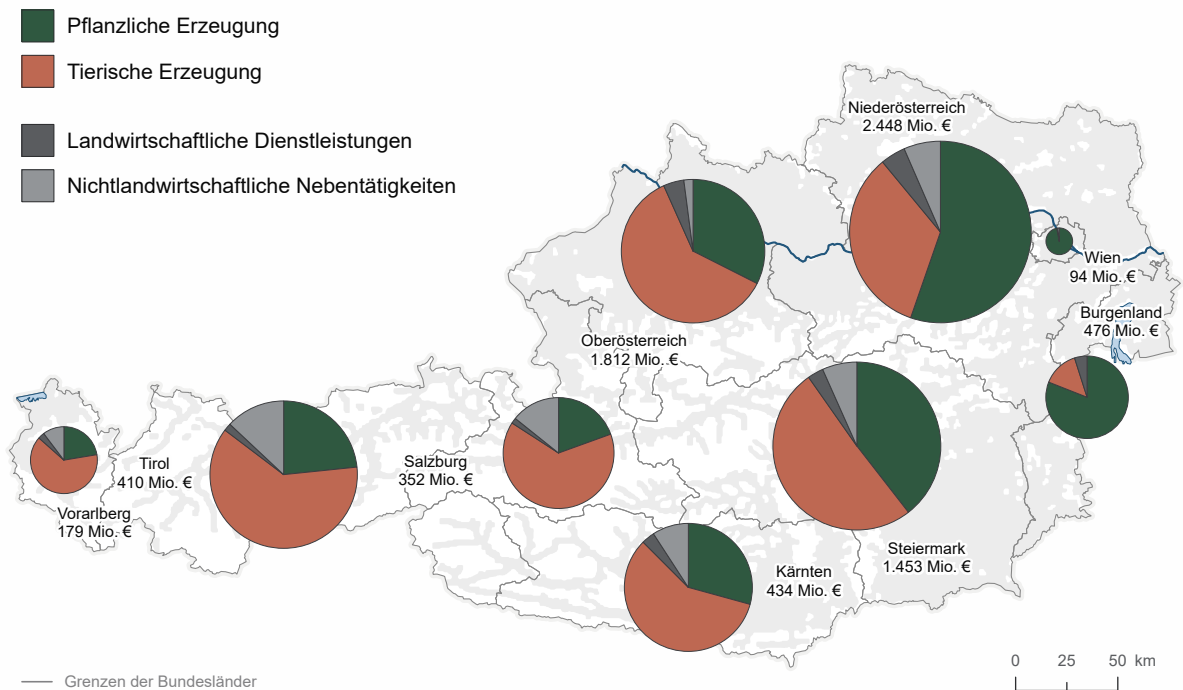 Pflanzliche Erzeugung
Tierische Erzeugung
Landwirtschaftliche Dienstleistungen
Nichtlandwirtschaftliche Nebentätigkeiten
Niederösterreich
2.448 Mio. €
Wien
94 Mio. €
Burgenland
476 Mio. €
Oberösterreich
1.812 Mio. €
Salzburg
352 Mio. €
Tirol
410 Mio. €
Vorarlberg
179 Mio. €
Steiermark
1.453 Mio. €
Kärnten
434 Mio. €
Grenzen der Bundesländer
0 25 50 km